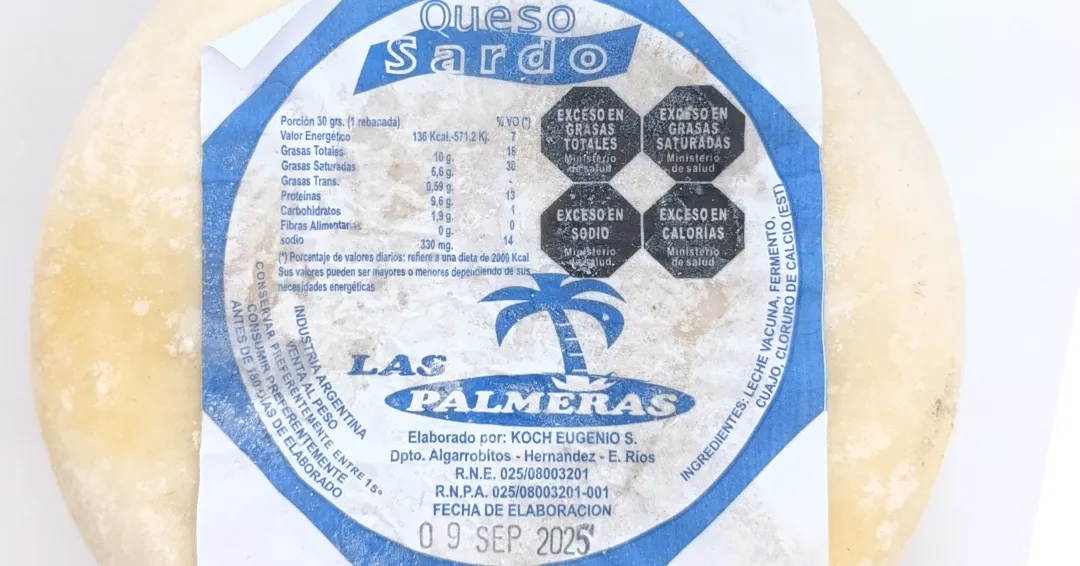 Queso
Sardo
Porción 30 grs. (1 rebanada) % VD (*)
Valor Energético 136 Kcal.-571.2 Kj. 7
Grasas Totales 10 g. 18
Grasas Saturadas 6,6 g. 30
Grasas Trans. 0,59 g. -
Proteinas 9,6 g. 13
Carbohidratos 1,9 g. 1
Fibras Alimentarias 0 g. 0
sodio 330 mg. 14
(*) Porcentaje de valores diarios: refiere a una dieta de 2000 Kcal
Sus valores pueden ser mayores o menores dependiendo de sus
necesidades energéticas
EXCESO EN
GRASAS
TOTALES
Ministerio
de salud
EXCESO EN
GRASAS
SATURADAS
Ministerio
de salud
EXCESO EN
SODIO
Ministerio
de salud.
EXCESO EN
CALORÍAS
Ministerio
de salud
INDUSTRIA ARGENTINA
VENTA AL PESO
CONSERVAR PREFERENTEMENTE ENTRE 15°
CONSUMIR PREFERENTEMENTE
ANTES DE 180 DIAS DE ELABORADO
LAS
PALMERAS
Elaborado por: KOCH EUGENIO S.
Dpto. Algarrobitos - Hernandez - E. Ríos
R.N.E. 025/08003201
R.N.P.A. 025/08003201-001
FECHA DE ELABORACION
09 SEP 2025
INGREDIENTES: LECHE VACUNA, FERMENTO,
CUAJO, CLORURO DE CALCIO (EST)